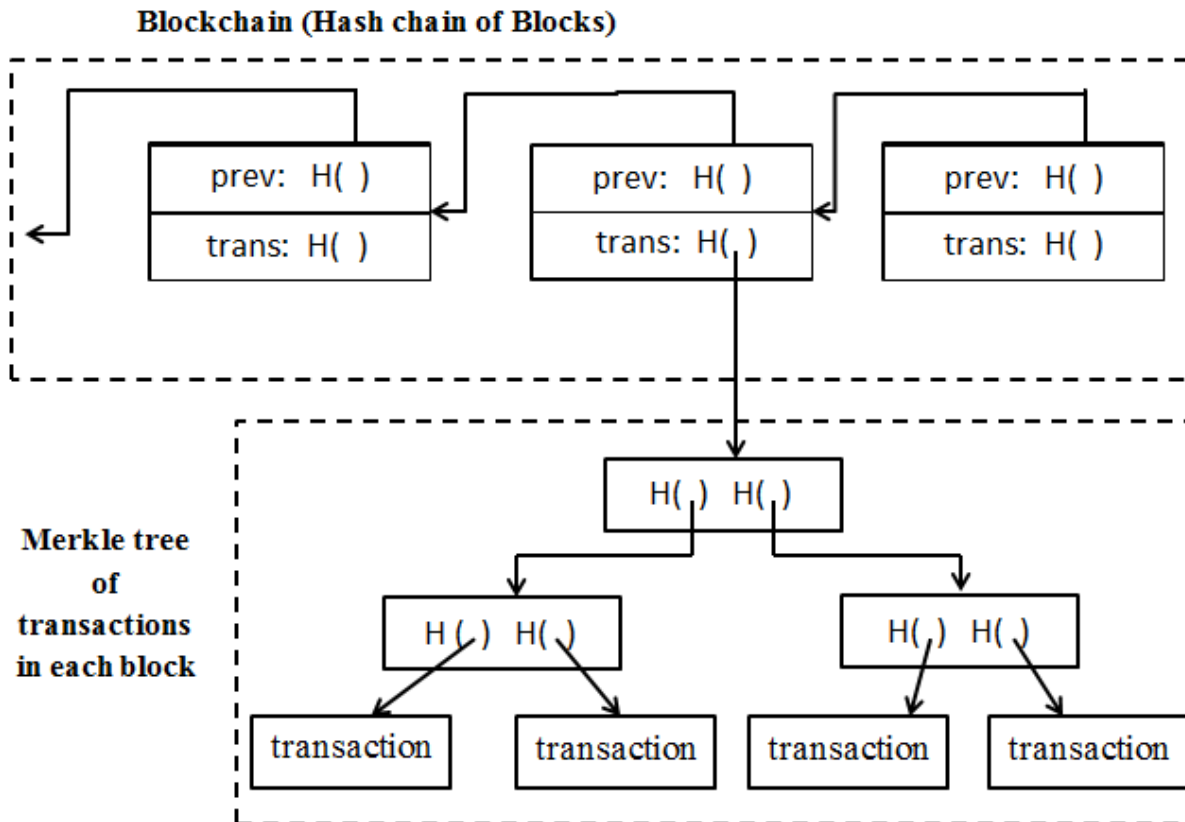 Blockchain (Hash chain of Blocks)
prev: H( )
prev: H( )
prev: H( )
trans: H( )
trans: H( )
trans: H( )
H( ) H( )
Merkle tree
of
transactions
in each block
H ( ) H( )
H( ) H( )
transaction
transaction
transaction
transaction